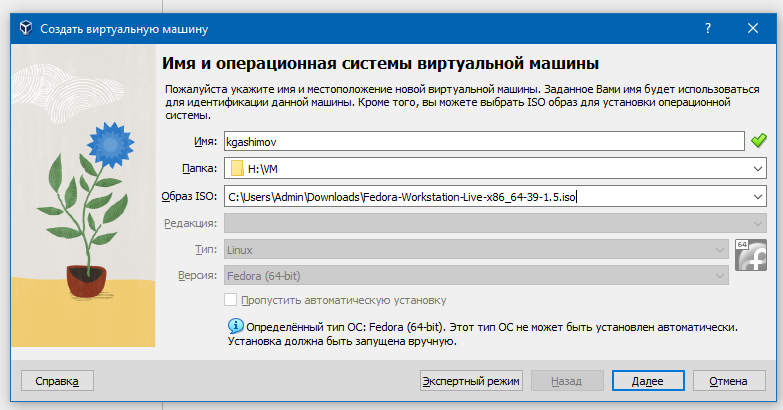 Создать виртуальную машину
Имя и операционная системы виртуальной машины
Пожалуйста укажите имя и местоположение новой виртуальной машины. Заданное Вами имя будет использоваться
для идентификации данной машины. Кроме того, вы можете выбрать ISO образ для установки операционной
системы.
Имя: kgashimov
Папка: H:\VM
Образ ISO: C:\Users\Admin\Downloads\Fedora-Workstation-Live-x86_64-39-1.5.iso
Редакция:
Тип: Linux 64
Версия: Fedora (64-bit)
Пропустить автоматическую установку
Определённый тип ОС: Fedora (64-bit). Этот тип ОС не может быть установлен автоматически.
Установка должна быть запущена вручную.
Справка Экспертный режим Назад Далее Отмена